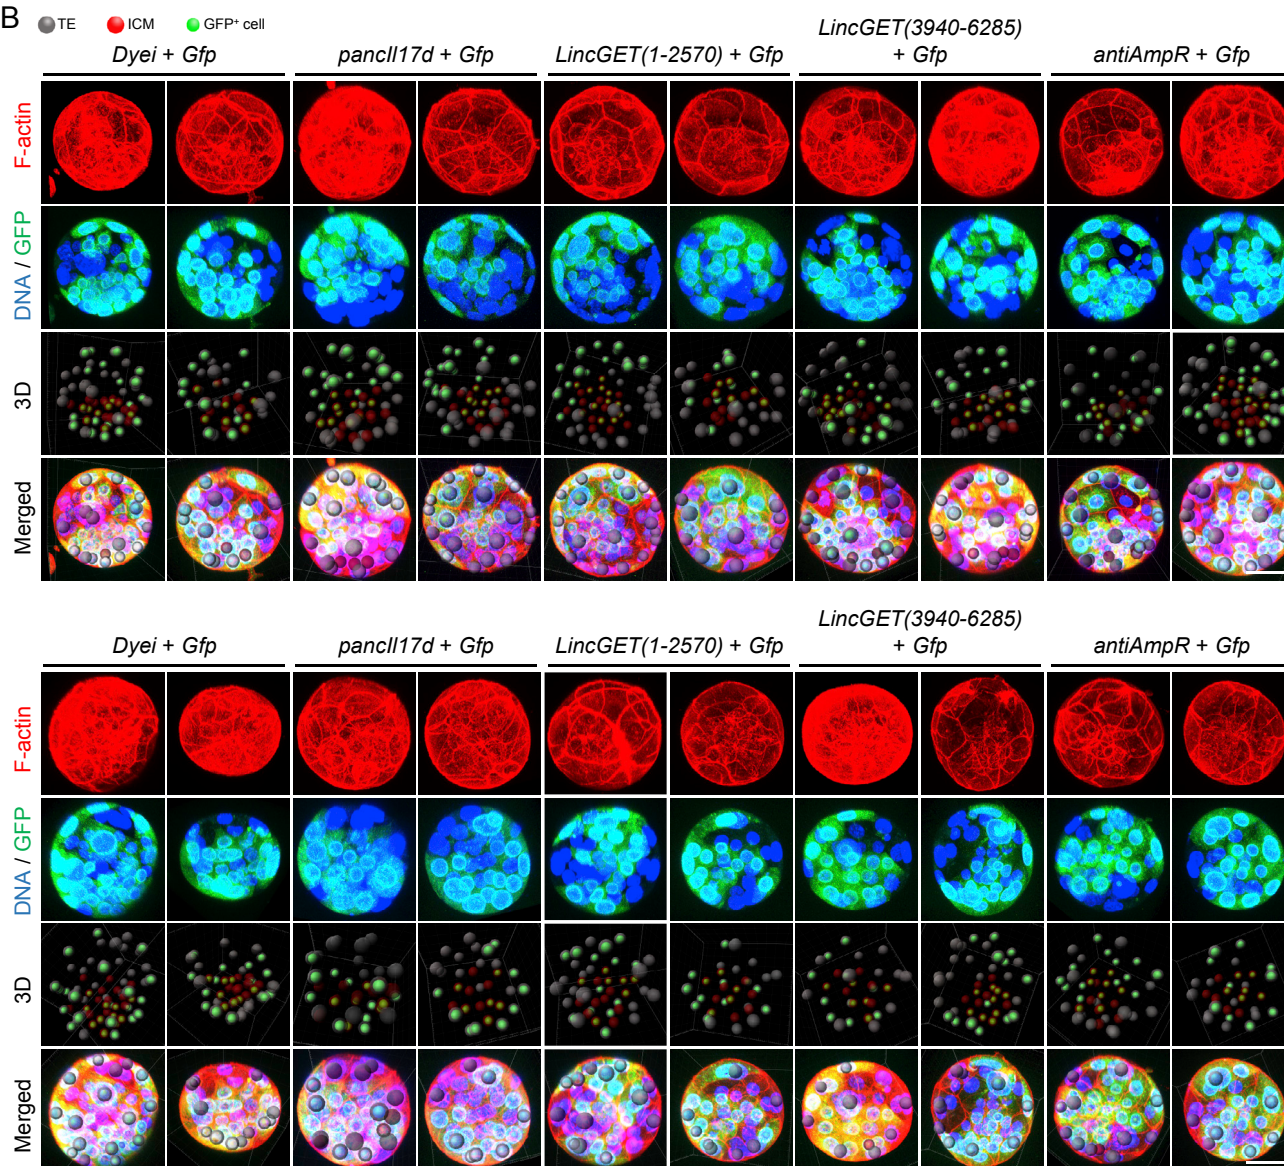 B
TE ICM GFP⁺ cell
Dyei + Gfp
pancIl17d + Gfp
LincGET(1-2570) + Gfp
LincGET(3940-6285)
+ Gfp
antiAmpR + Gfp
F-actin
DNA / GFP
3D
Merged
Dyei + Gfp
pancIl17d + Gfp
LincGET(1-2570) + Gfp
LincGET(3940-6285)
+ Gfp
antiAmpR + Gfp
F-actin
DNA / GFP
3D
Merged